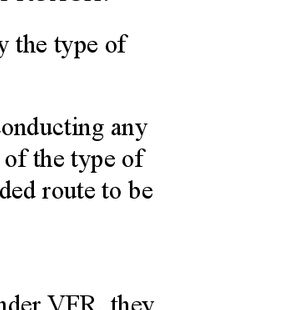 y the type of
onducting any
of the type of
ded route to be
nder VFR, they